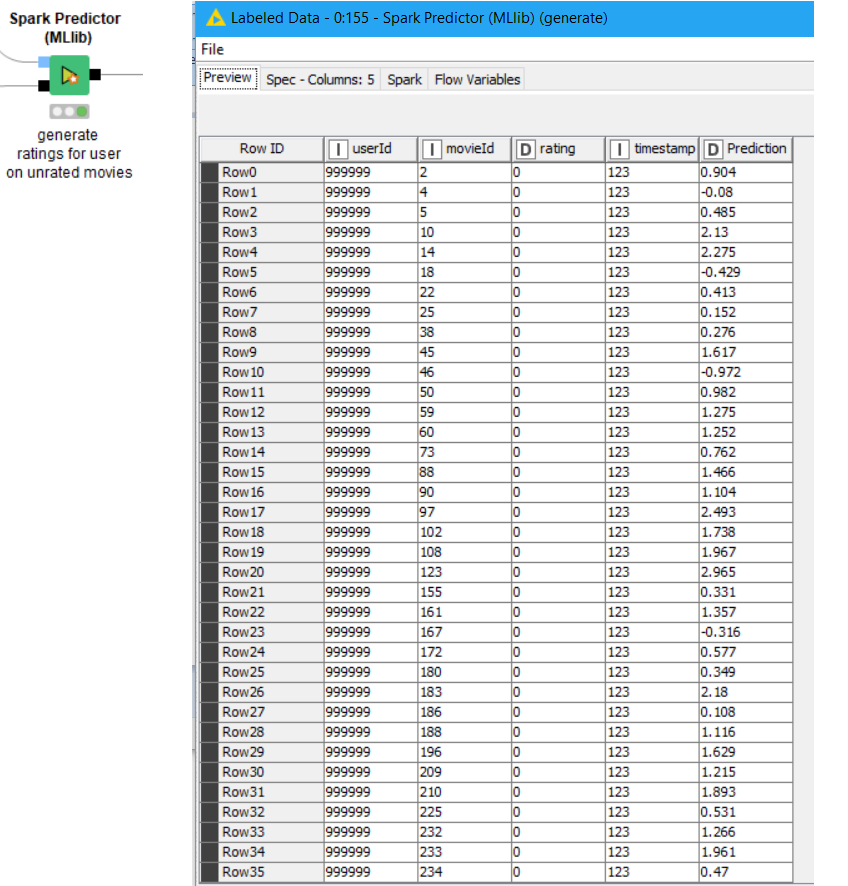 Spark Predictor
(MLlib)
generate
ratings for user
on unrated movies
Labeled Data - 0:155 - Spark Predictor (MLlib) (generate)
File
Preview Spec - Columns: 5 Spark Flow Variables
Row ID I userId I movieId D rating I timestamp D Prediction
Row0 999999 2 0 123 0.904
Row1 999999 4 0 123 -0.08
Row2 999999 5 0 123 0.485
Row3 999999 10 0 123 2.13
Row4 999999 14 0 123 2.275
Row5 999999 18 0 123 -0.429
Row6 999999 22 0 123 0.413
Row7 999999 25 0 123 0.152
Row8 999999 38 0 123 0.276
Row9 999999 45 0 123 1.617
Row10 999999 46 0 123 -0.972
Row11 999999 50 0 123 0.982
Row12 999999 59 0 123 1.275
Row13 999999 60 0 123 1.252
Row14 999999 73 0 123 0.762
Row15 999999 88 0 123 1.466
Row16 999999 90 0 123 1.104
Row17 999999 97 0 123 2.493
Row18 999999 102 0 123 1.738
Row19 999999 108 0 123 1.967
Row20 999999 123 0 123 2.965
Row21 999999 155 0 123 0.331
Row22 999999 161 0 123 1.357
Row23 999999 167 0 123 -0.316
Row24 999999 172 0 123 0.577
Row25 999999 180 0 123 0.349
Row26 999999 183 0 123 2.18
Row27 999999 186 0 123 0.108
Row28 999999 188 0 123 1.116
Row29 999999 196 0 123 1.629
Row30 999999 209 0 123 1.215
Row31 999999 210 0 123 1.893
Row32 999999 225 0 123 0.531
Row33 999999 232 0 123 1.266
Row34 999999 233 0 123 1.961
Row35 999999 234 0 123 0.47